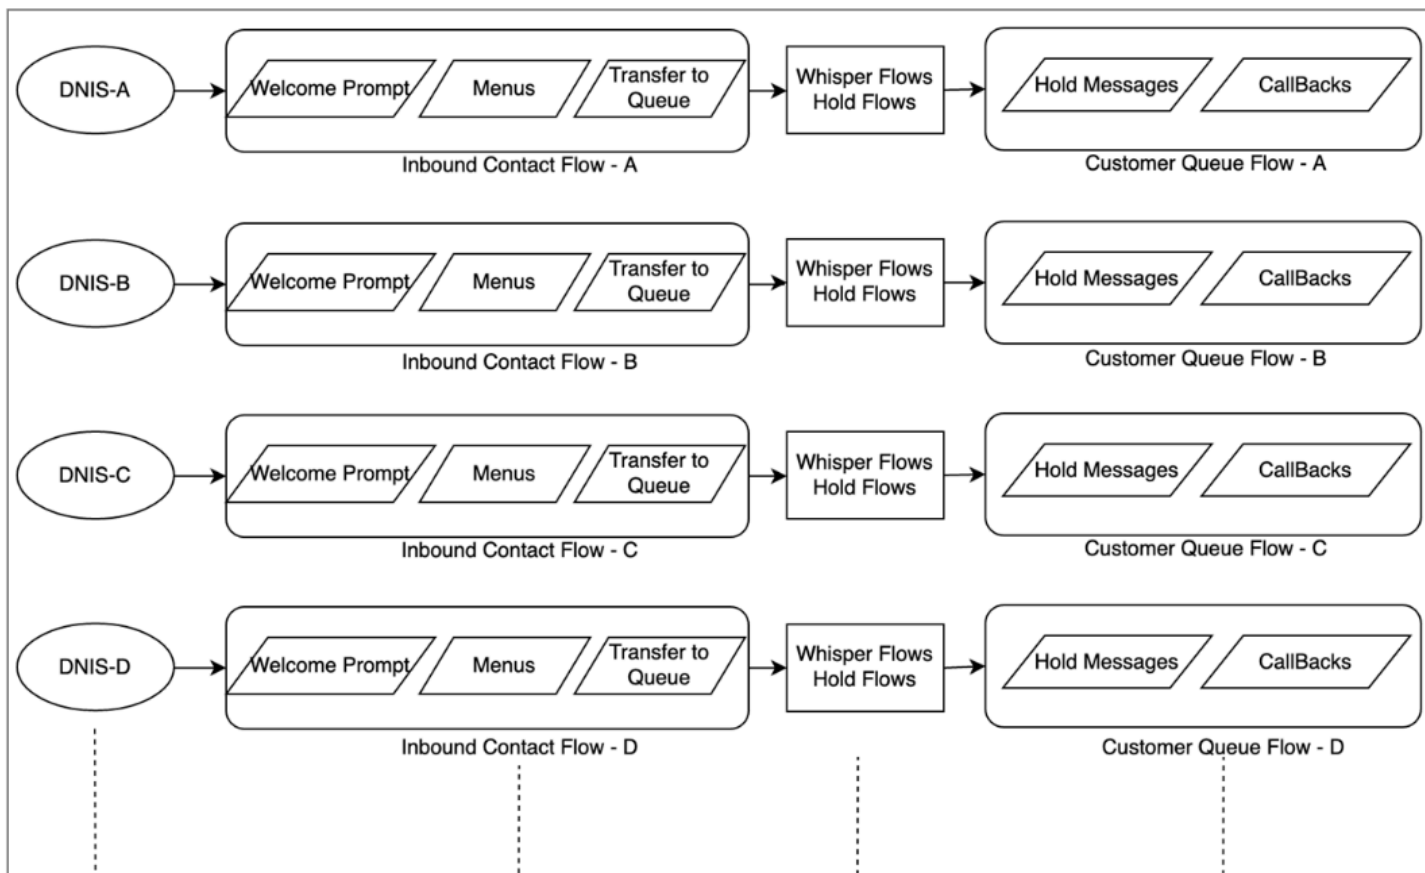 DNIS-A
Welcome Prompt
Menus
Transfer to
Queue
Whisper Flows
Hold Flows
Hold Messages
CallBacks
Inbound Contact Flow - A
Customer Queue Flow - A
DNIS-B
Welcome Prompt
Menus
Transfer to
Queue
Whisper Flows
Hold Flows
Hold Messages
CallBacks
Inbound Contact Flow - B
Customer Queue Flow - B
DNIS-C
Welcome Prompt
Menus
Transfer to
Queue
Whisper Flows
Hold Flows
Hold Messages
CallBacks
Inbound Contact Flow - C
Customer Queue Flow - C
DNIS-D
Welcome Prompt
Menus
Transfer to
Queue
Whisper Flows
Hold Flows
Hold Messages
CallBacks
Inbound Contact Flow - D
Customer Queue Flow - D